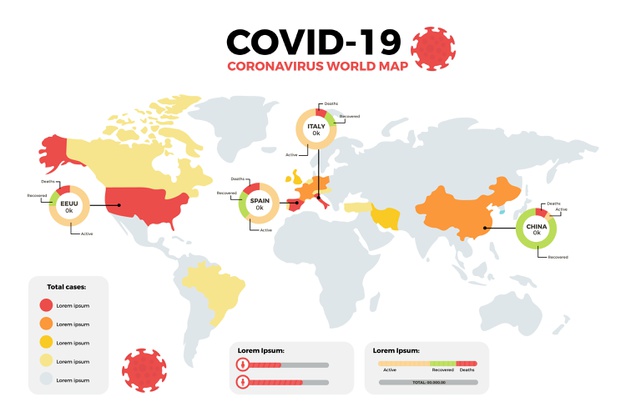 COVID-19
CORONAVIRUS WORLD MAP
Deaths
Recovered
ITALY
0k
Active
Deaths
Recovered
EEUU
0k
Active
Deaths
Recovered
SPAIN
0k
Active
Deaths
Active
CHINA
0k
Recovered
Total cases:
Lorem ipsum
Lorem ipsum
Lorem ipsum
Lorem ipsum
Lorem ipsum
Lorem Ipsum:
Lorem Ipsum:
Active Recovered Deaths
TOTAL: 00.000.00